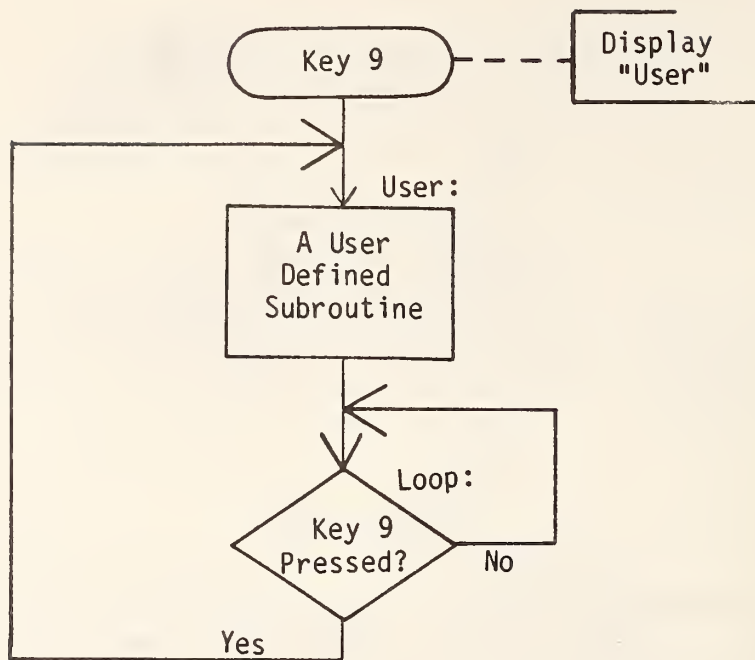 Key 9
Display
"User"
User:
A User
Defined
Subroutine
Loop:
Key 9
Pressed?
No
Yes